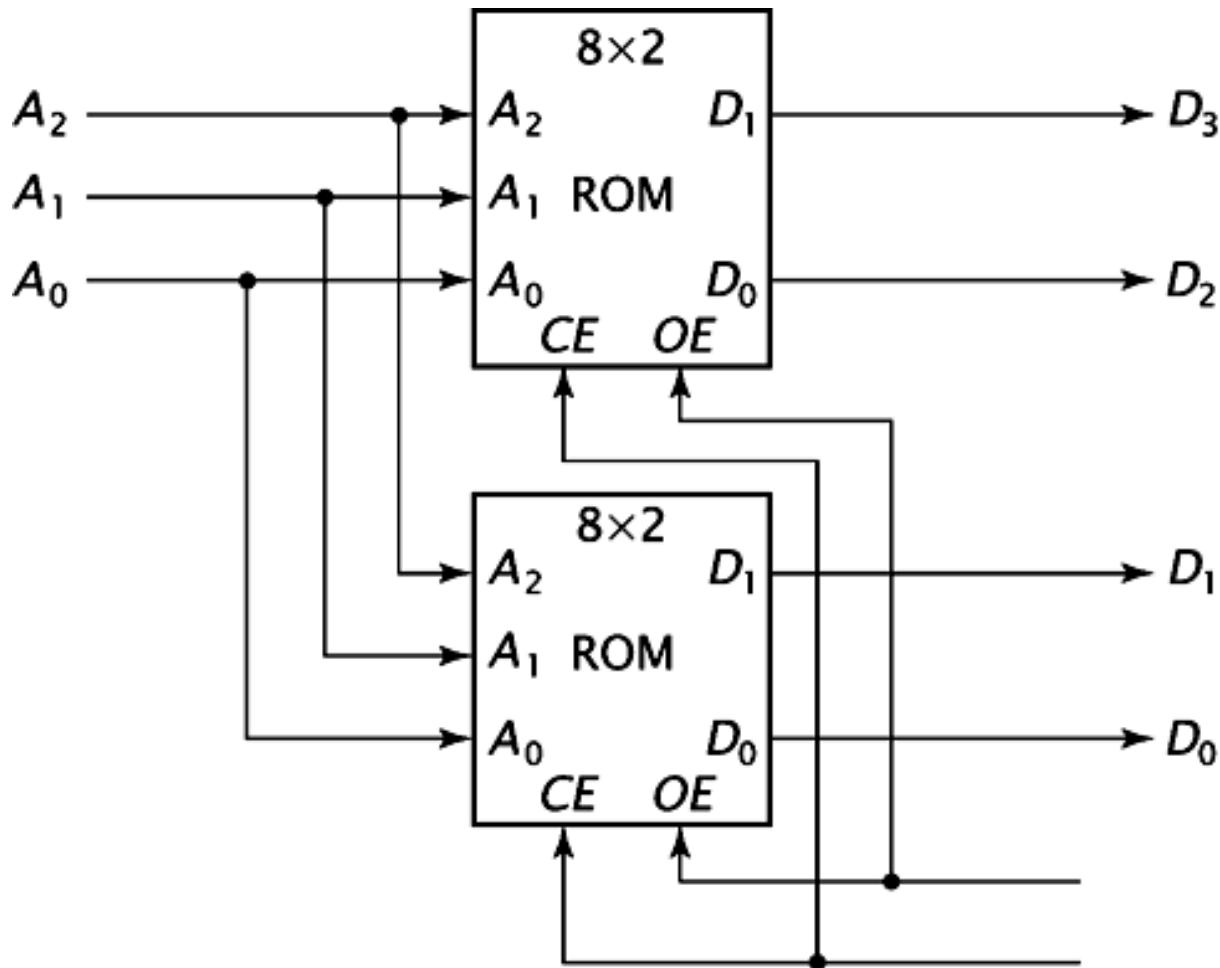 8×2
A₂ A₂ D₁ D₃
A₁ A₁ ROM
A₀ A₀ D₀ D₂
CE OE
8×2
A₂ D₁ D₁
A₁ ROM
A₀ D₀ D₀
CE OE